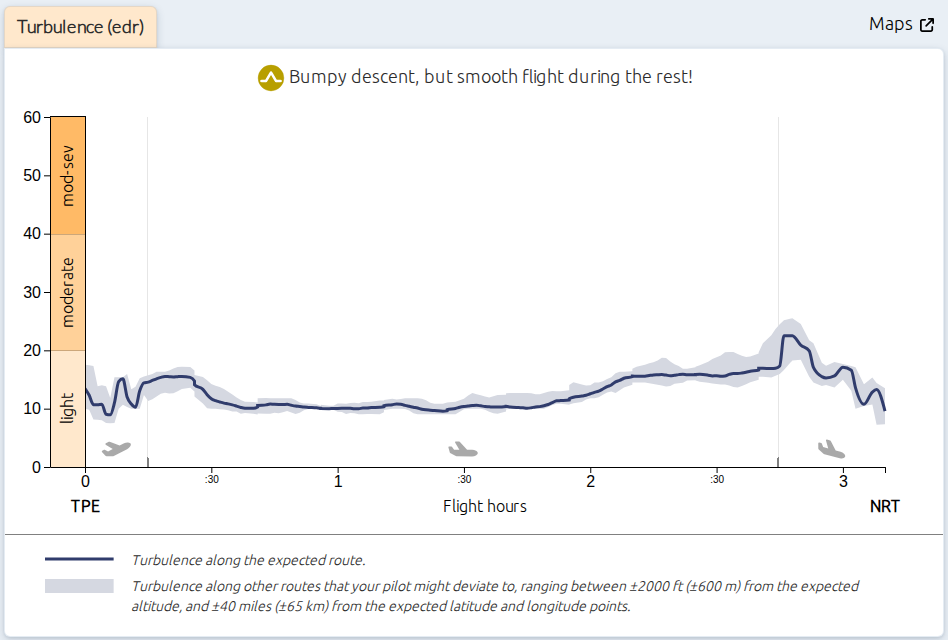 Turbulence (edr)
Maps
Bumpy descent, but smooth flight during the rest!
60
50
40
30
20
10
0
mod-sev
moderate
light
0 :30 1 :30 2 :30 3
TPE Flight hours NRT
Turbulence along the expected route.
Turbulence along other routes that your pilot might deviate to, ranging between ±2000 ft (±600 m) from the expected
altitude, and ±40 miles (±65 km) from the expected latitude and longitude points.